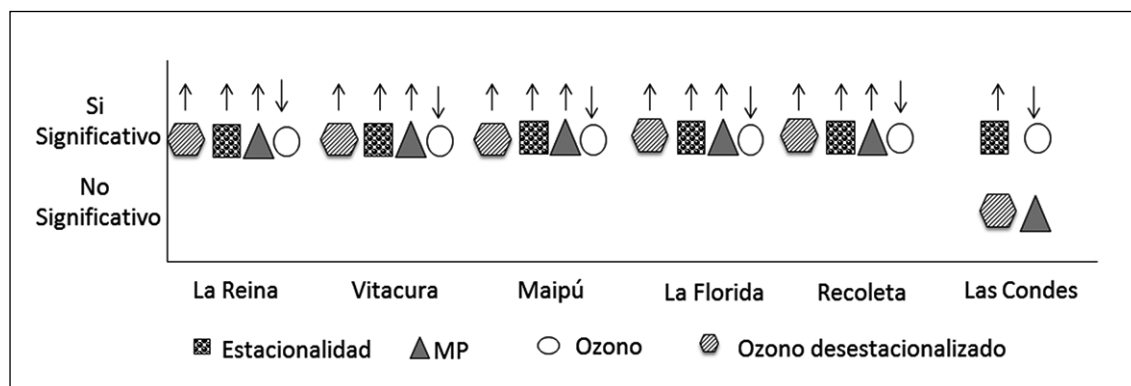 Si
Significativo
No
Significativo
La Reina Vitacura Maipú La Florida Recoleta Las Condes
Estacionalidad MP Ozono Ozono desestacionalizado